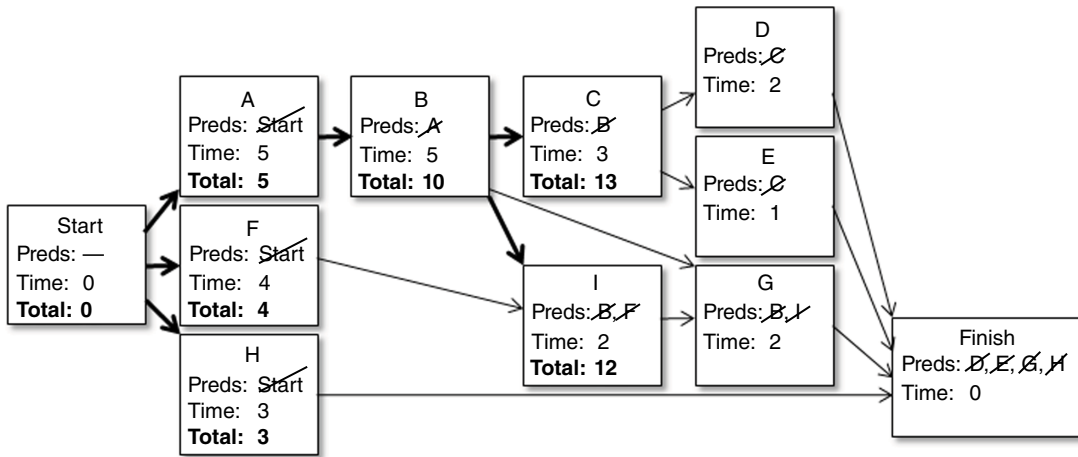 Start
Preds: —
Time: 0
Total: 0
A
Preds: Start
Time: 5
Total: 5
F
Preds: Start
Time: 4
Total: 4
H
Preds: Start
Time: 3
Total: 3
B
Preds: A
Time: 5
Total: 10
C
Preds: B
Time: 3
Total: 13
I
Preds: B, F
Time: 2
Total: 12
D
Preds: C
Time: 2
E
Preds: C
Time: 1
G
Preds: B, I
Time: 2
Finish
Preds: D, E, G, H
Time: 0